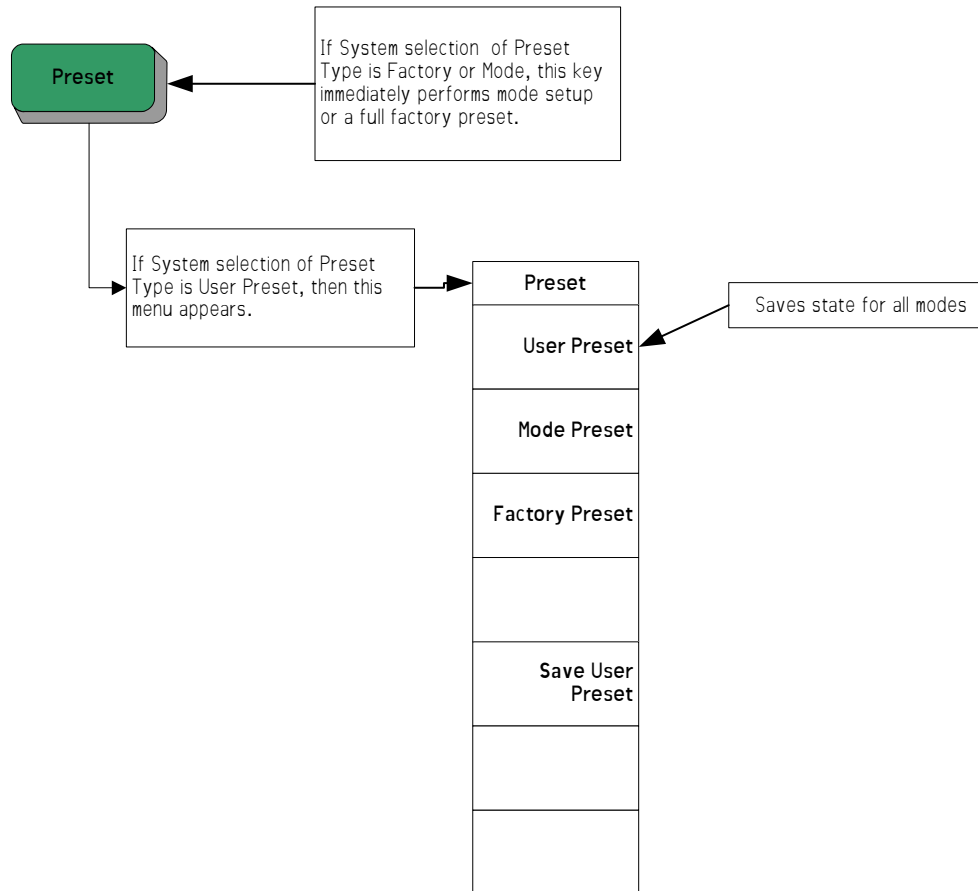 Preset
If System selection of Preset
Type is Factory or Mode, this key
immediately performs mode setup
or a full factory preset.
If System selection of Preset
Type is User Preset, then this
menu appears.
Preset
User Preset
Saves state for all modes
Mode Preset
Factory Preset
Save User
Preset